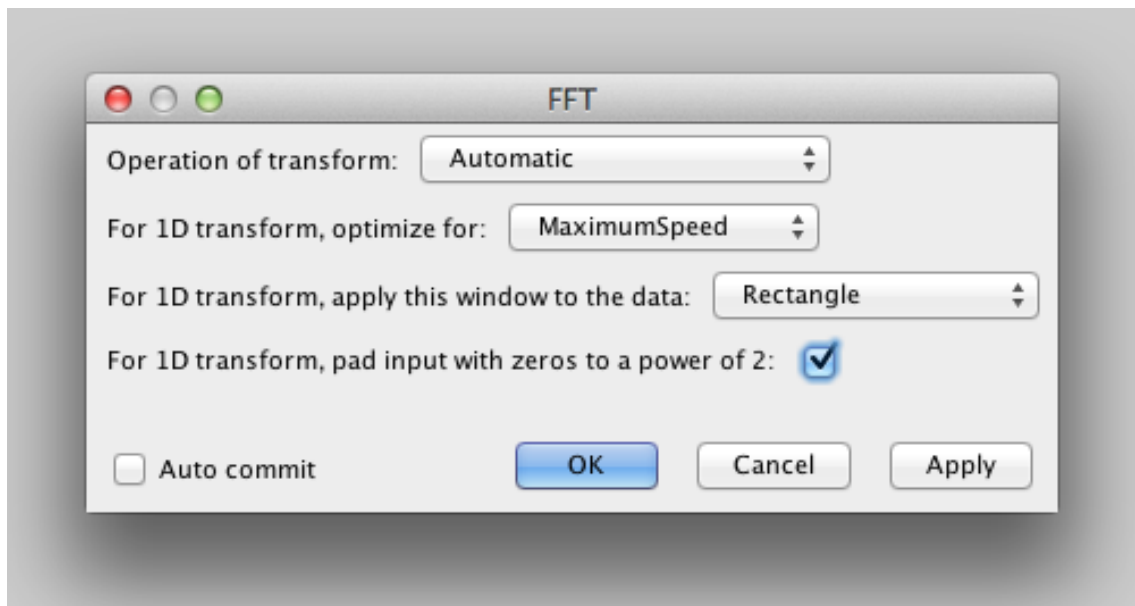 FFT
Operation of transform: Automatic
For 1D transform, optimize for: MaximumSpeed
For 1D transform, apply this window to the data: Rectangle
For 1D transform, pad input with zeros to a power of 2:
Auto commit OK Cancel Apply